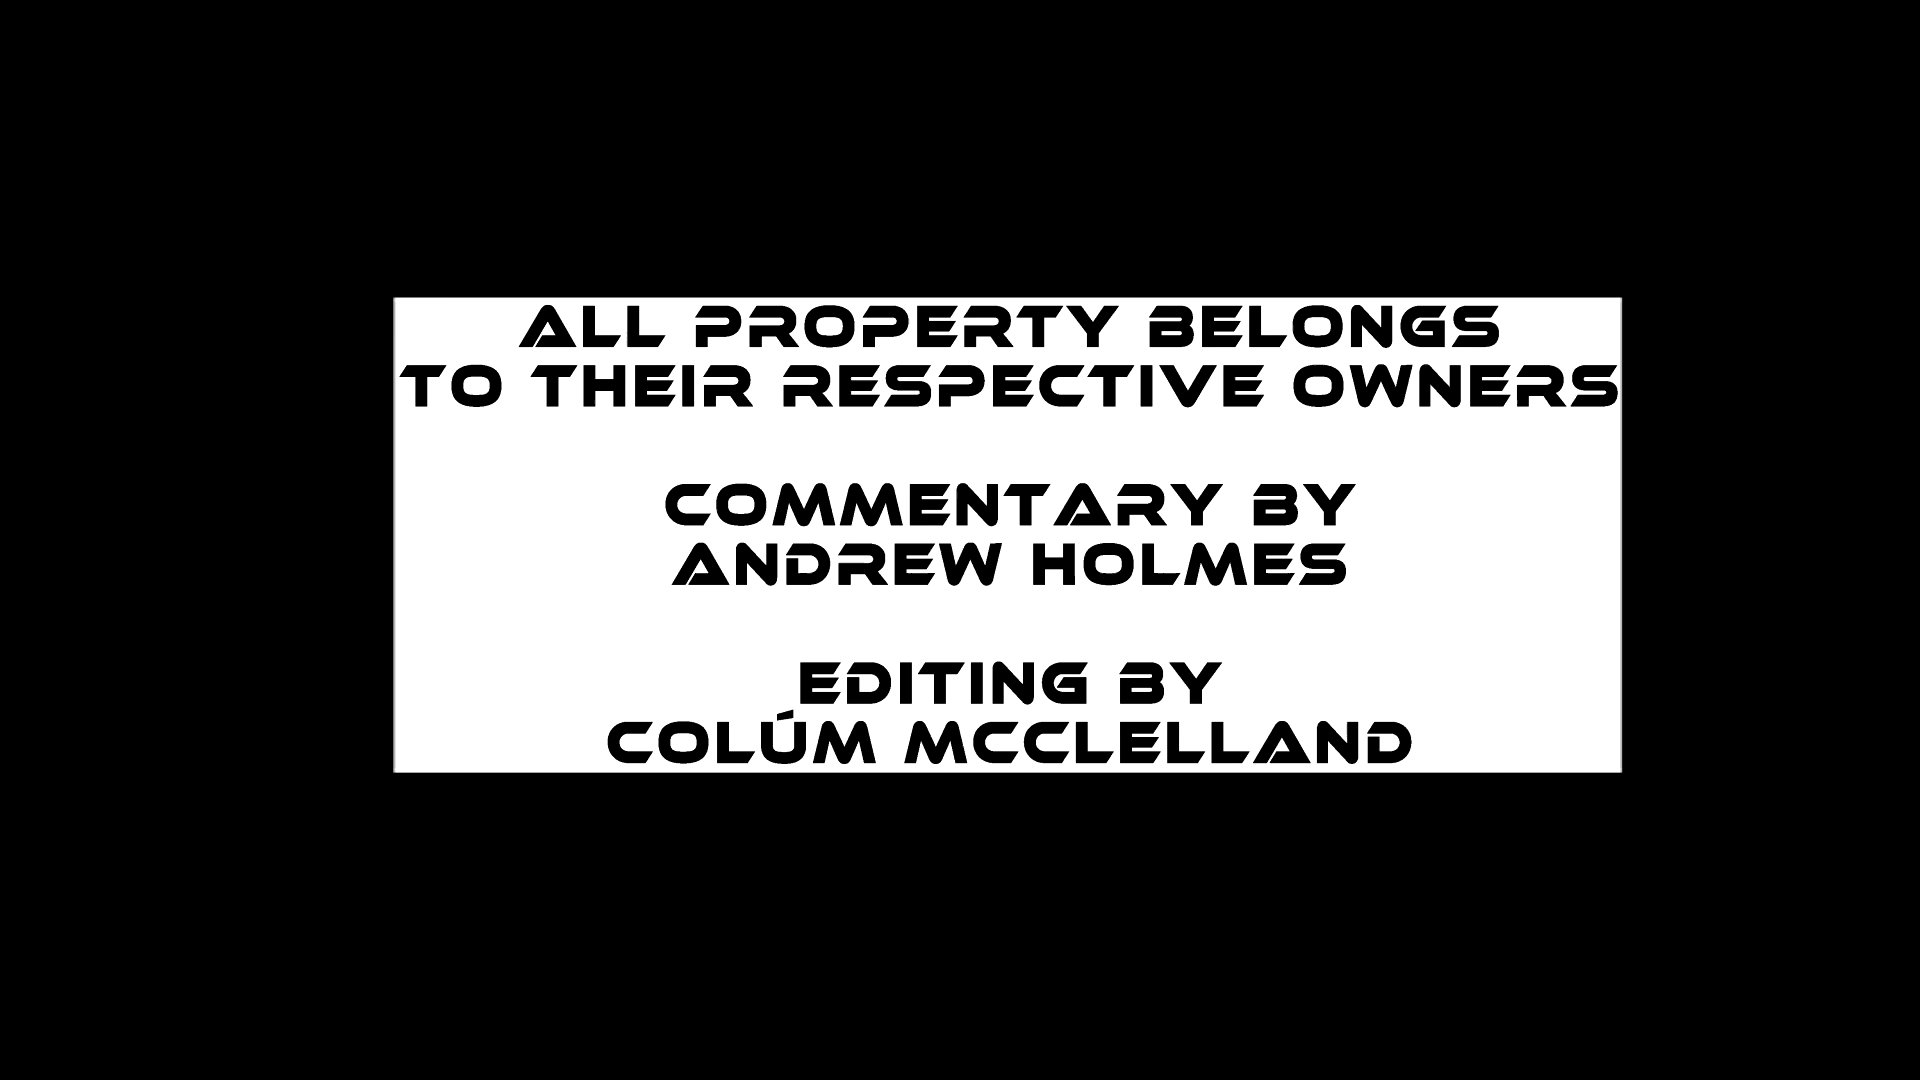 ALL PROPERTY BELONGS
TO THEIR RESPECTIVE OWNERS
COMMENTARY BY
ANDREW HOLMES
EDITING BY
COLÚM MCCLELLAND